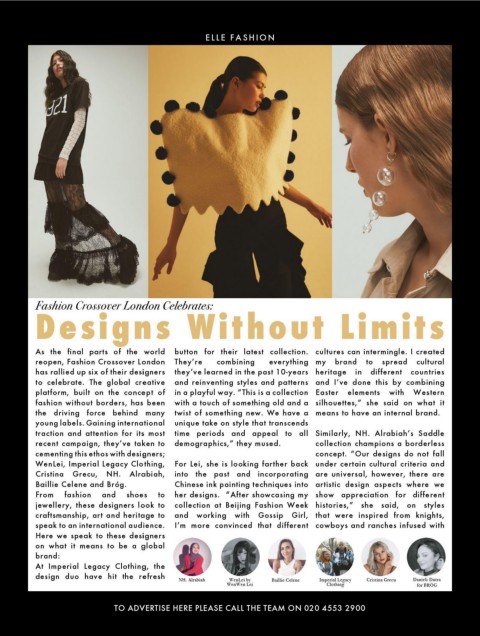 ELLE FASHION
21
Fashion Crossover London Celebrates:
Designs Without Limits
As the final parts of the world
reopen, Fashion Crossover London
has rallied up six of their designers
to celebrate. The global creative
platform, built on the concept of
fashion without borders, has been
the driving force behind many
young labels. Gaining international
traction and attention for its most
recent campaign, they've taken to
cementing this ethos with designers;
WenLei, Imperial Legacy Clothing,
Cristina Grecu, NH. Alrabiah,
Baillie Celene and Bróg.
From fashion and shoes to
jewellery, these designers look to
craftsmanship, art and heritage to
speak to an international audience.
Here we speak to these designers
on what it means to be a global
brand:
At Imperial Legacy Clothing, the
design duo have hit the refresh
button for their latest collection.
They're combining everything
they've learned in the past 10-years
and reinventing styles and patterns
in a playful way. "This is a collection
with a touch of something old and a
twist of something new. We have a
unique take on style that transcends
time periods and appeal to all
demographics," they mused.
For Lei, she is looking farther back
into the past and incorporating
Chinese ink painting techniques into
her designs. "After showcasing my
collection at Beijing Fashion Week
and working with Gossip Girl,
I'm more convinced that different
cultures can intermingle. I created
my brand to spread cultural
heritage in different countries
and I've done this by combining
Easter elements with Western
silhouettes," she said on what it
means to have an internal brand.
Similarly, NH. Alrabiah's Saddle
collection champions a borderless
concept. "Our designs do not fall
under certain cultural criteria and
are universal, however, there are
artistic design aspects where we
show appreciation for different
histories," she said, on styles
that were inspired from knights,
cowboys and ranches infused with
NH. Alrabiah
WenLei by
WenWen Lei
Baillie Celene
Imperial Legacy
Clothing
Cristina Grecu
Daniell Dures
for BRÓG
TO ADVERTISE HERE PLEASE CALL THE TEAM ON 020 4553 2900